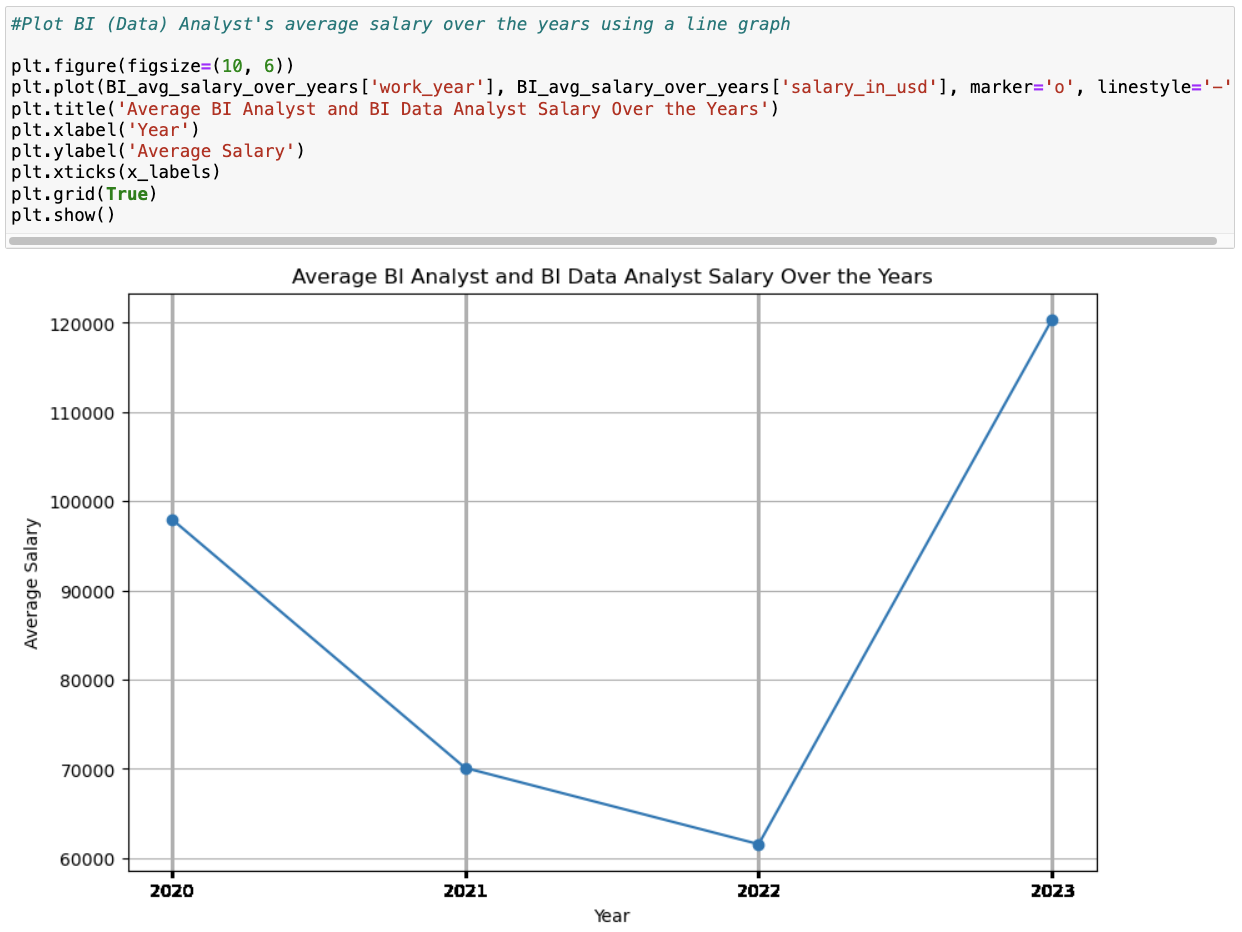 #Plot BI (Data) Analyst's average salary over the years using a line graph
plt.figure(figsize=(10, 6))
plt.plot(BI_avg_salary_over_years['work_year'], BI_avg_salary_over_years['salary_in_usd'], marker='o', linestyle='-'
plt.title('Average BI Analyst and BI Data Analyst Salary Over the Years')
plt.xlabel('Year')
plt.ylabel('Average Salary')
plt.xticks(x_labels)
plt.grid(True)
plt.show()
Average BI Analyst and BI Data Analyst Salary Over the Years
120000
110000
100000
90000
80000
70000
60000
Average Salary
2020 2021 2022 2023
Year